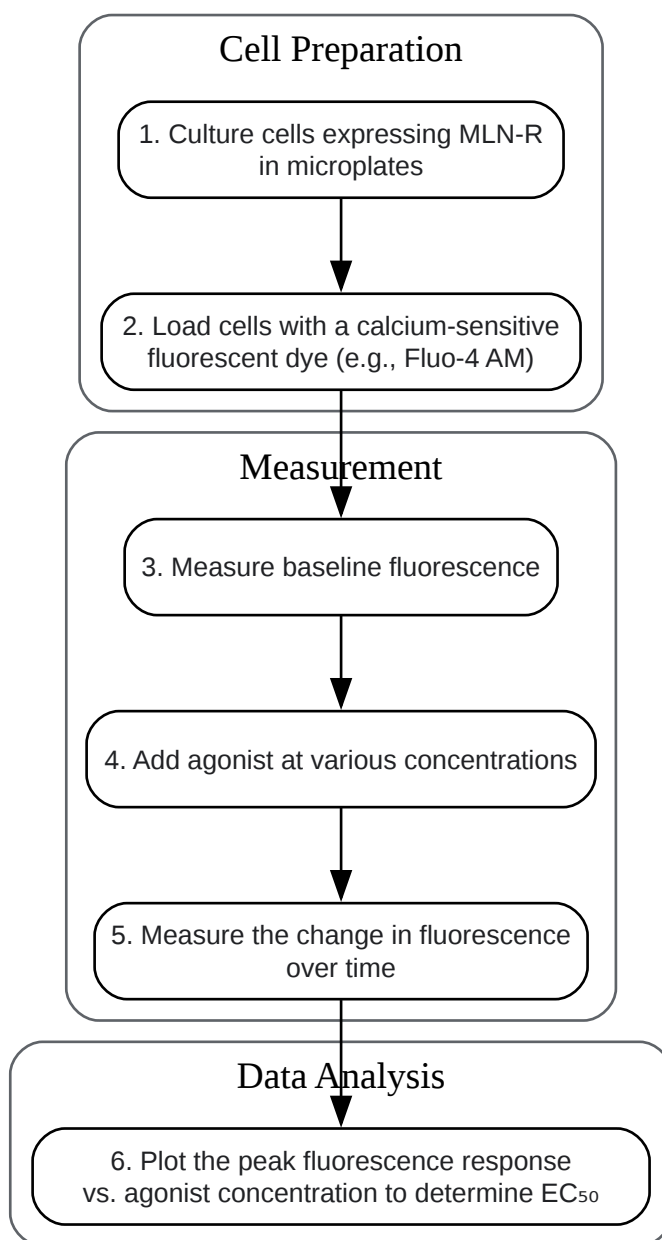 Cell Preparation
1. Culture cells expressing MLN-R
in microplates
2. Load cells with a calcium-sensitive
fluorescent dye (e.g., Fluo-4 AM)
Measurement
3. Measure baseline fluorescence
4. Add agonist at various concentrations
5. Measure the change in fluorescence
over time
Data Analysis
6. Plot the peak fluorescence response
vs. agonist concentration to determine EC₅₀